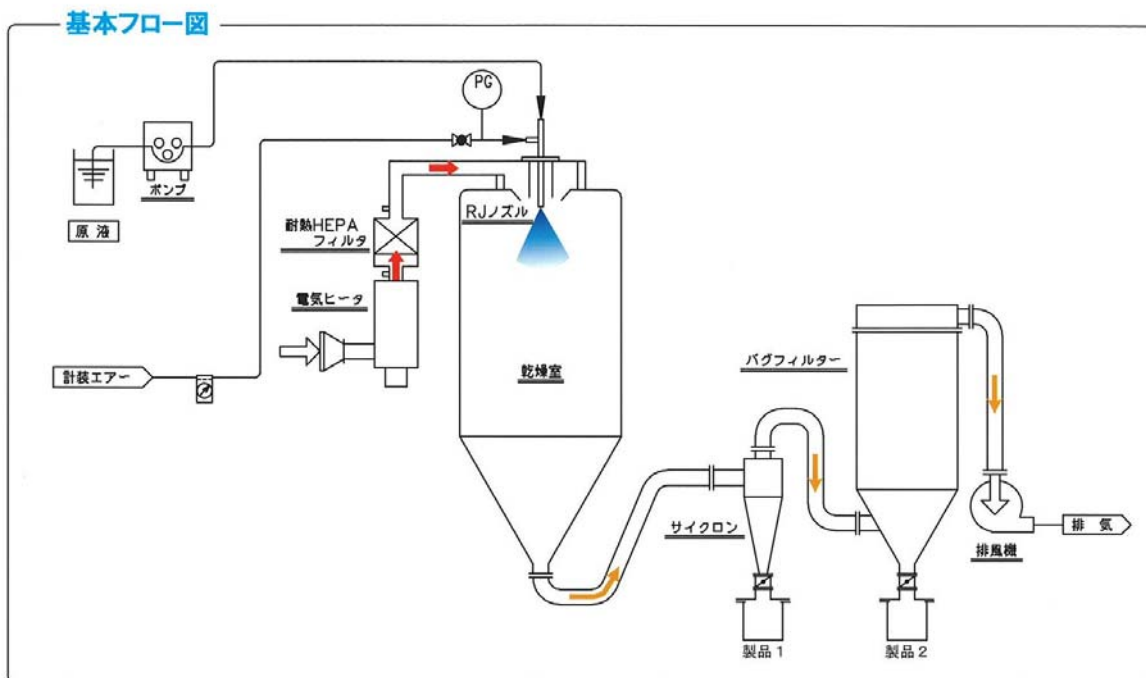 基本フロー図
PG
ポンプ
原液
RJノズル
耐熱HEPA
フィルタ
電気ヒータ
計装エアー
乾燥室
バグフィルター
サイクロン
排風機
排気
製品1
製品2